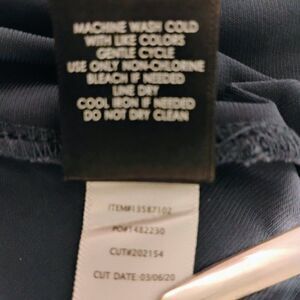 MACHINE WASH COLD
WITH LIKE COLORS
GENTLE CYCLE
USE ONLY NON-CHLORINE
BLEACH IF NEEDED
LINE DRY
COOL IRON IF NEEDED
DO NOT DRY CLEAN
ITEM#13587102
PO#1482230
CUT#202154
CUT DATE: 03/06/20